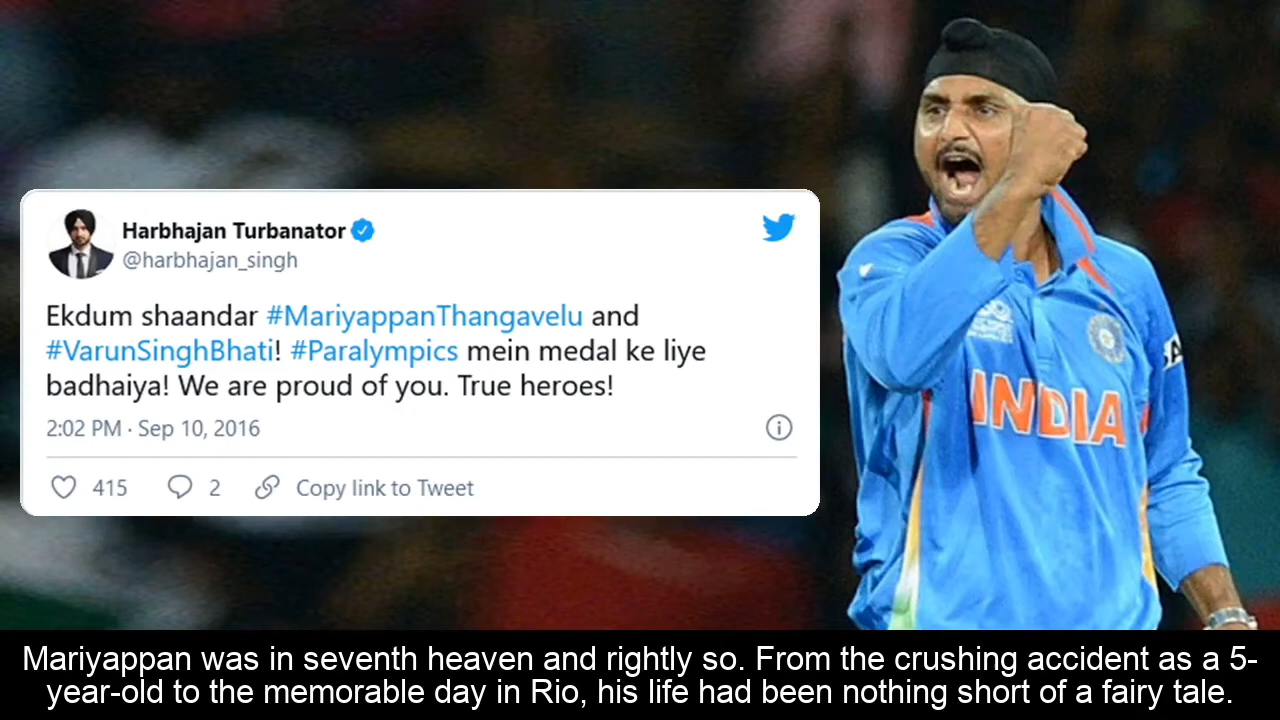 Harbhajan Turbanator
@harbhajan_singh
Ekdum shaandar #MariyappanThangavelu and
#VarunSinghBhati! #Paralympics mein medal ke liye
badhaiya! We are proud of you. True heroes!
2:02 PM · Sep 10, 2016
415 2 Copy link to Tweet
INDIA
Mariyappan was in seventh heaven and rightly so. From the crushing accident as a 5-
year-old to the memorable day in Rio, his life had been nothing short of a fairy tale.